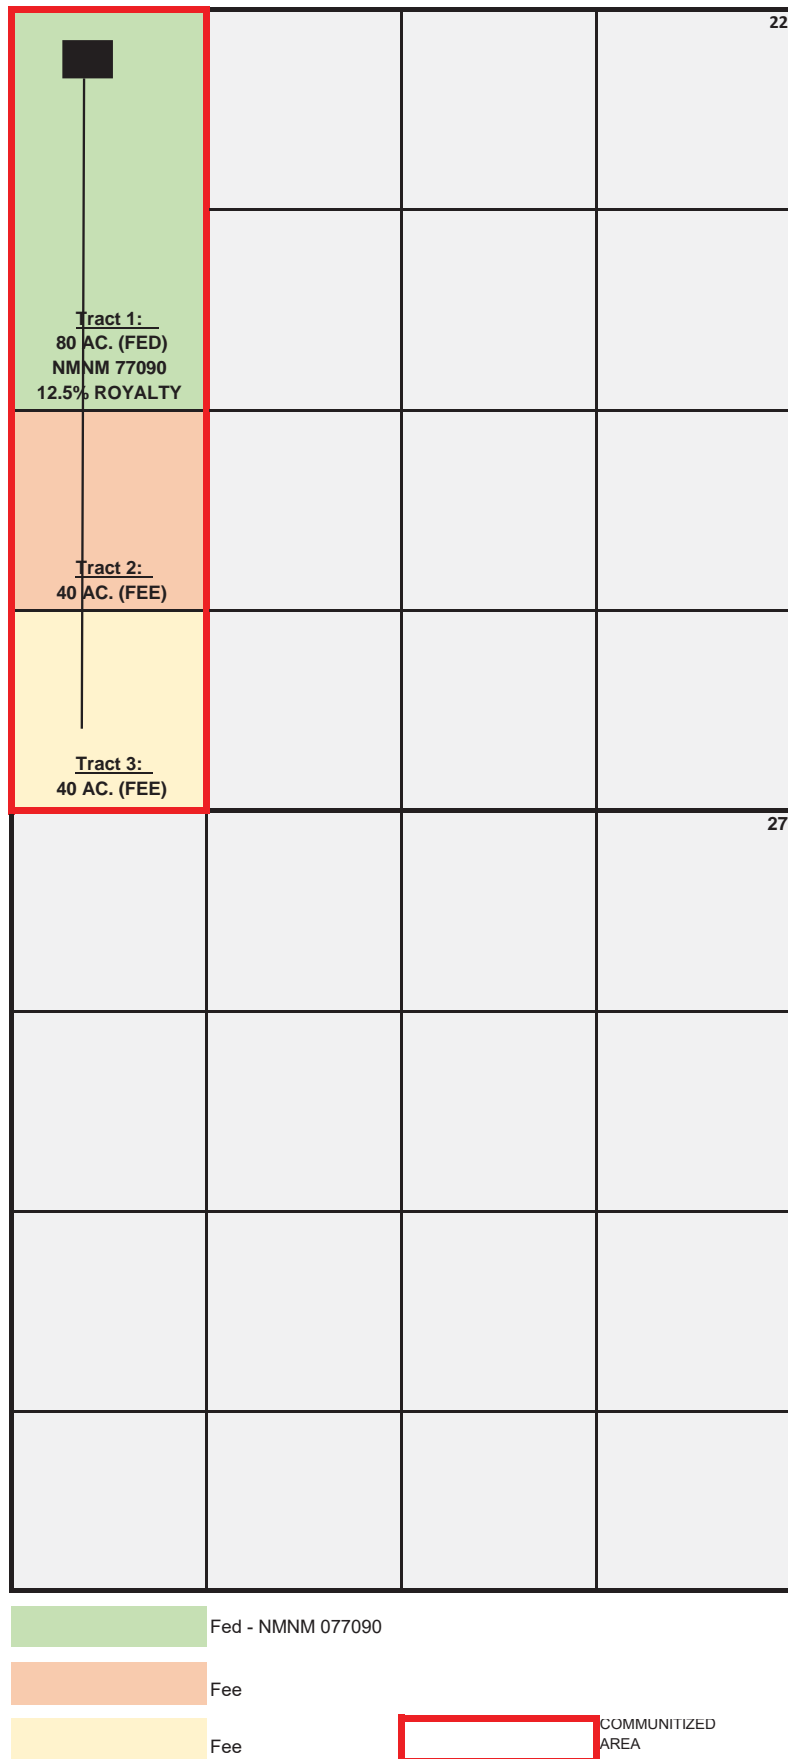 22
Tract 1:
80 AC. (FED)
NMNM 77090
12.5% ROYALTY
Tract 2:
40 AC. (FEE)
Tract 3:
40 AC. (FEE)
27
Fed - NMNM 077090
Fee
Fee
COMMUNITIZED
AREA